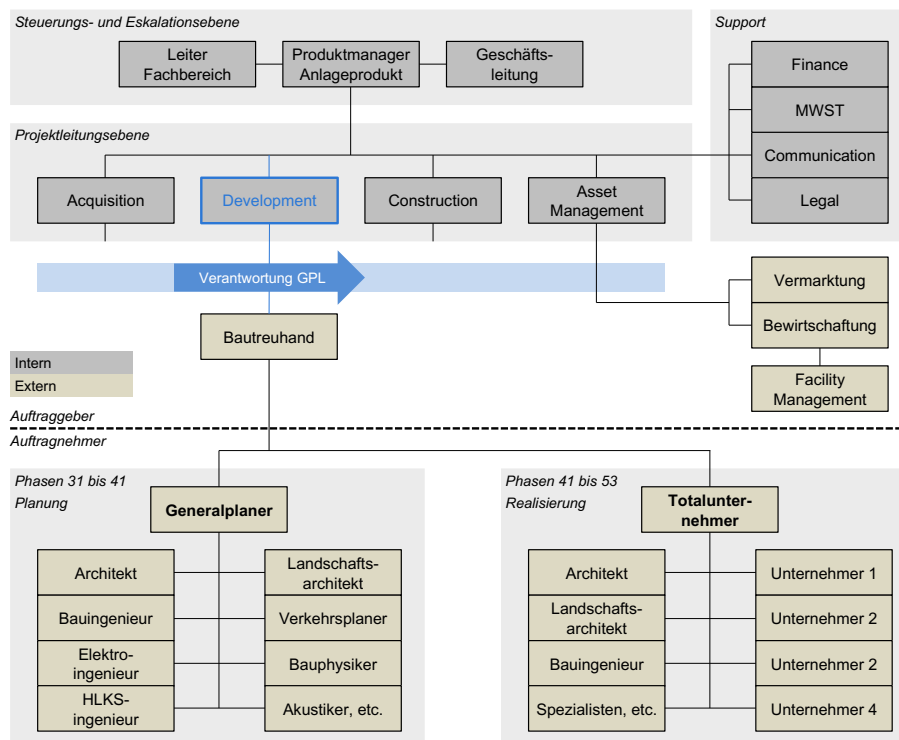 Steuerungs- und Eskalationsebene
Leiter
Fachbereich
Produktmanager
Anlageprodukt
Geschäfts-
leitung
Support
Finance
MWST
Communication
Legal
Projektleitungsebene
Acquisition
Development
Construction
Asset
Management
Verantwortung GPL
Vermarktung
Bewirtschaftung
Facility
Management
Bautreuhand
Intern
Extern
Auftraggeber
Auftragnehmer
Phasen 31 bis 41
Planung
Generalplaner
Architekt
Bauingenieur
Elektro-
ingenieur
HLKS-
ingenieur
Landschafts-
architekt
Verkehrsplaner
Bauphysiker
Akustiker, etc.
Phasen 41 bis 53
Realisierung
Totalunter-
nehmer
Architekt
Landschafts-
architekt
Bauingenieur
Spezialisten, etc.
Unternehmer 1
Unternehmer 2
Unternehmer 2
Unternehmer 4